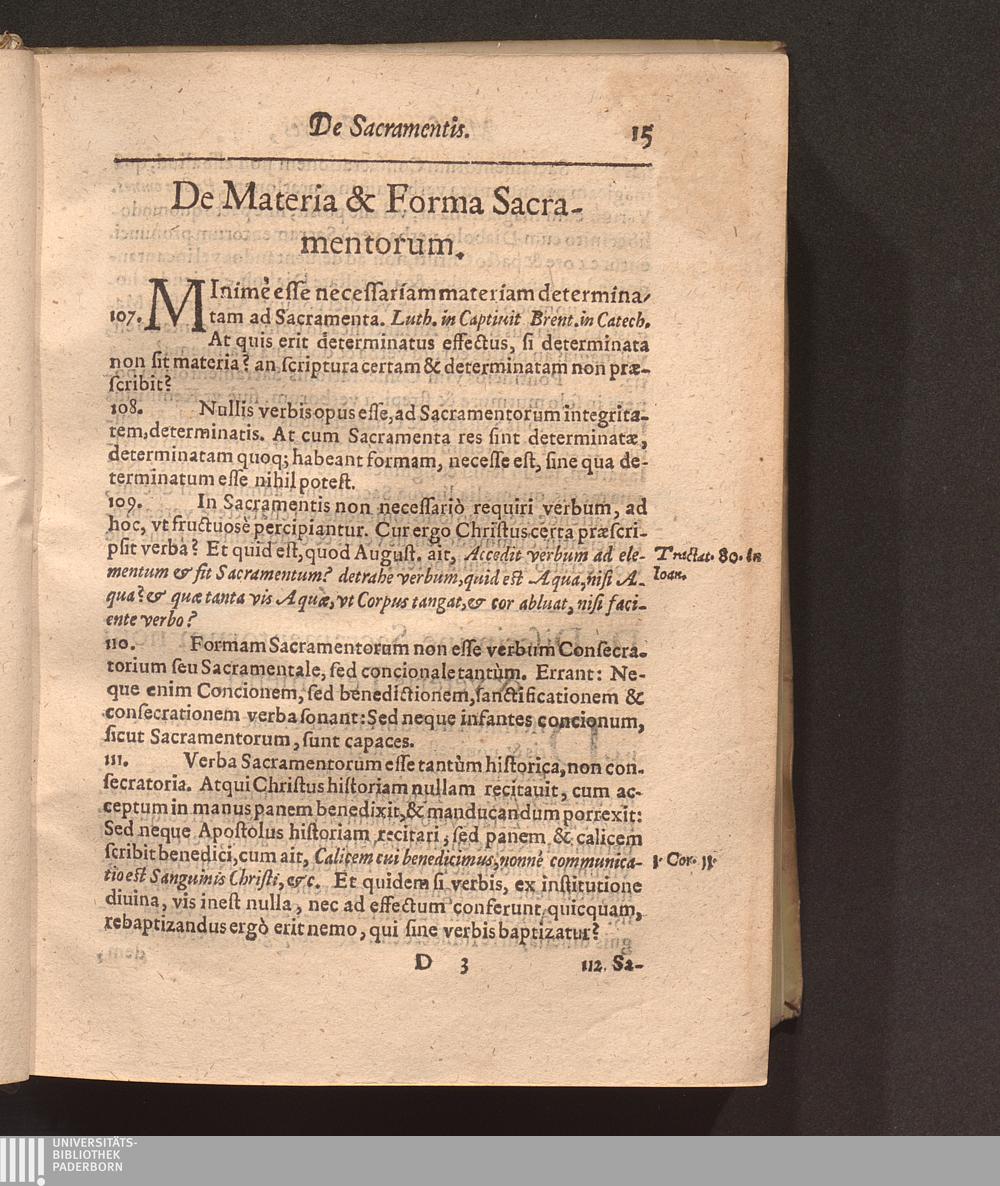 De Sacramentis. 15
De Materia & Forma Sacra-
mentorum.
107. MInimè eſſe neceſſariam materiam determina-
tam ad Sacramenta. Luth. in Captiuit Brent. in Catech.
At quis erit determinatus effectus, ſi determinata
non ſit materia? an ſcriptura certam & determinatam non præ-
ſcribit?
108. Nullis verbis opus eſſe, ad Sacramentorum integrita-
tem, determinatis. At cum Sacramenta res ſint determinatæ,
determinatam quoq; habeant formam, neceſſe eſt, ſine qua de-
terminatum eſſe nihil poteſt.
109. In Sacramentis non neceſſariò requiri verbum, ad
hoc, vt fructuosè percipiantur. Cur ergo Chriſtus certa præſcri-
pſit verba? Et quid eſt, quod Auguſt. ait, Accedit verbum ad ele-
Tractat. 80. in
mentum & fit Sacramentum? detrahe verbum, quid est Aqua, niſi A-
Ioan.
qua? & quæ tanta vis Aquæ, vt Corpus tangat, & cor abluat, niſi faci-
ente verbo?
110. Formam Sacramentorum non eſſe verbum Conſecra-
torium ſeu Sacramentale, ſed concionale tantùm. Errant: Ne-
que enim Concionem, ſed benedictionem, ſanctificationem &
conſecrationem verba ſonant: Sed neque infantes concionum,
ſicut Sacramentorum, ſunt capaces.
111. Verba Sacramentorum eſſe tantùm hiſtorica, non con-
ſecratoria. Atqui Chriſtus hiſtoriam nullam recitauit, cum ac-
ceptum in manus panem benedixit, & manducandum porrexit:
Sed neque Apoſtolus hiſtoriam recitari, ſed panem & calicem
ſcribit benedici, cum ait, Calicem cui benedicimus, nonnè communica-
1. Cor. 11.
tio est Sanguinis Chriſti, &c. Et quidem ſi verbis, ex inſtitutione
diuina, vis ineſt nulla, nec ad effectum conferunt quicquam,
rebaptizandus ergò erit nemo, qui ſine verbis baptizatur?
D 3 112. Sa-
UNIVERSITÄTS-
BIBLIOTHEK
PADERBORN